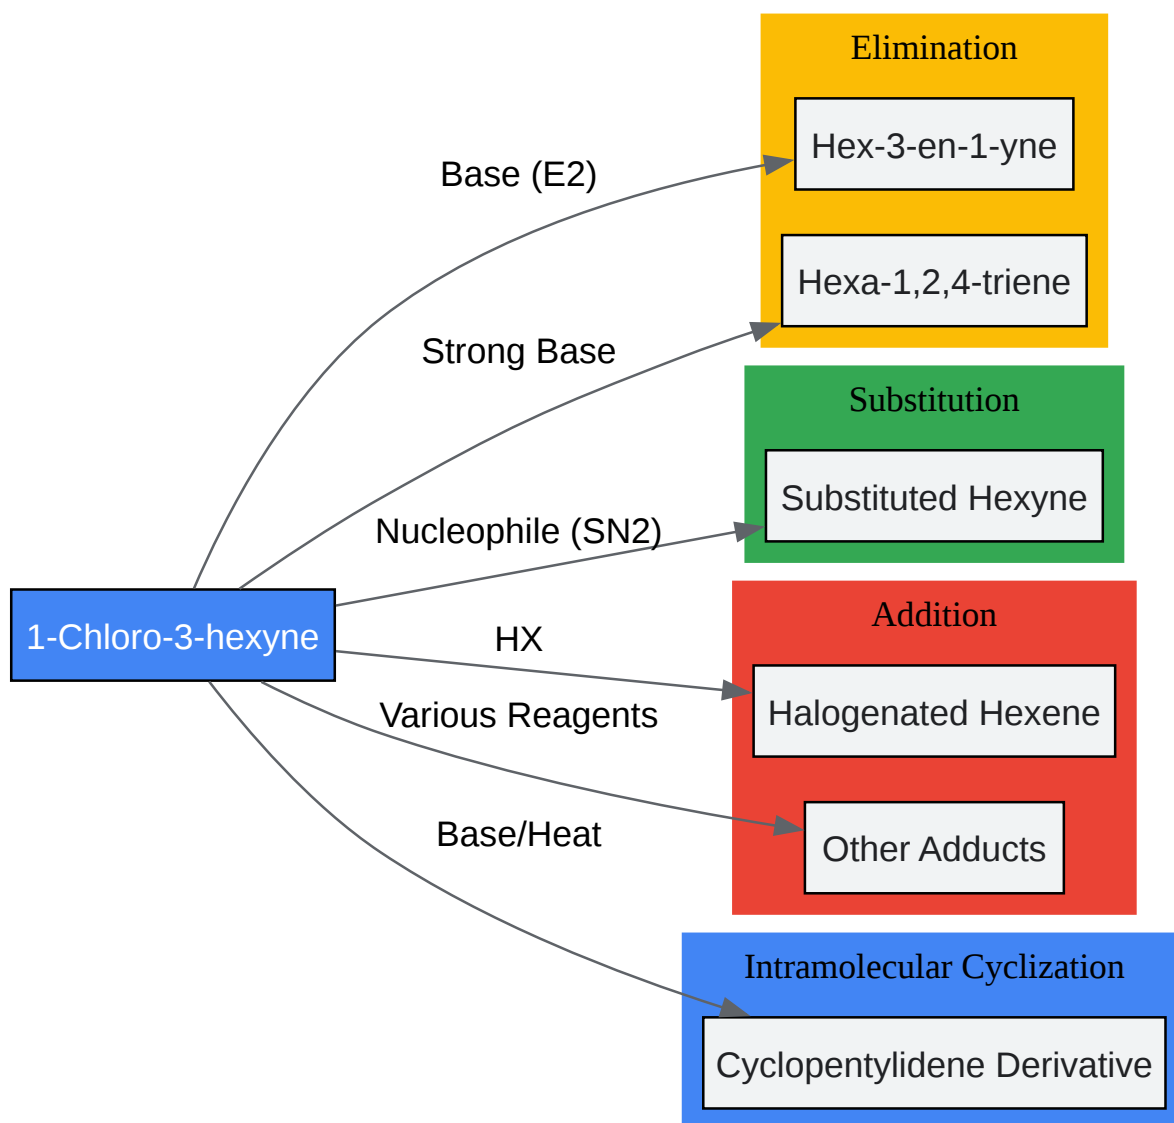 Elimination
Hex-3-en-1-yne
Base (E2)
Hexa-1,2,4-triene
Strong Base
Substitution
Substituted Hexyne
Nucleophile (SN2)
Addition
1-Chloro-3-hexyne
HX
Halogenated Hexene
Various Reagents
Base/Heat
Other Adducts
Intramolecular Cyclization
Cyclopentylidene Derivative